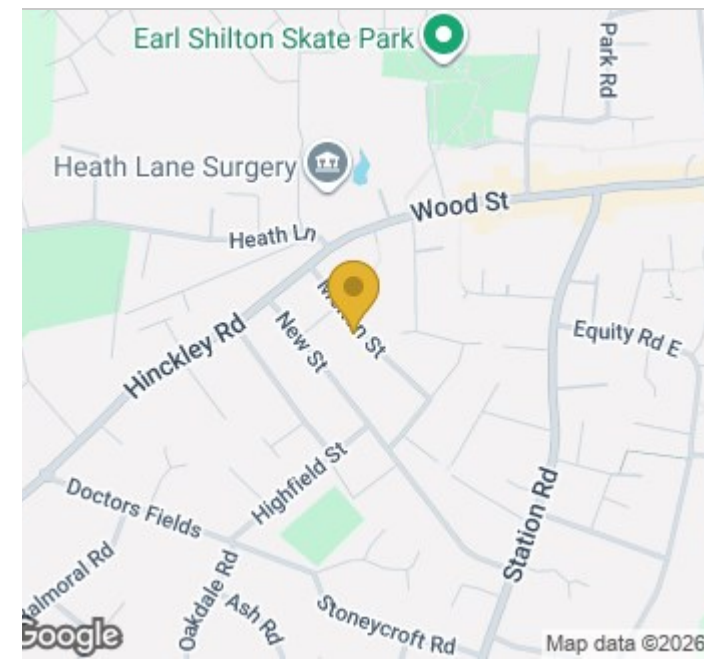 Earl Shilton Skate Park
Park Rd
Heath Lane Surgery
Wood St
Heath Ln
Hinckley Rd
New St
Equity Rd E
Highfield St
Doctors Fields
Station Rd
Oakdale Rd
Ash Rd
Stoneycroft Rd
Google
Map data ©2026